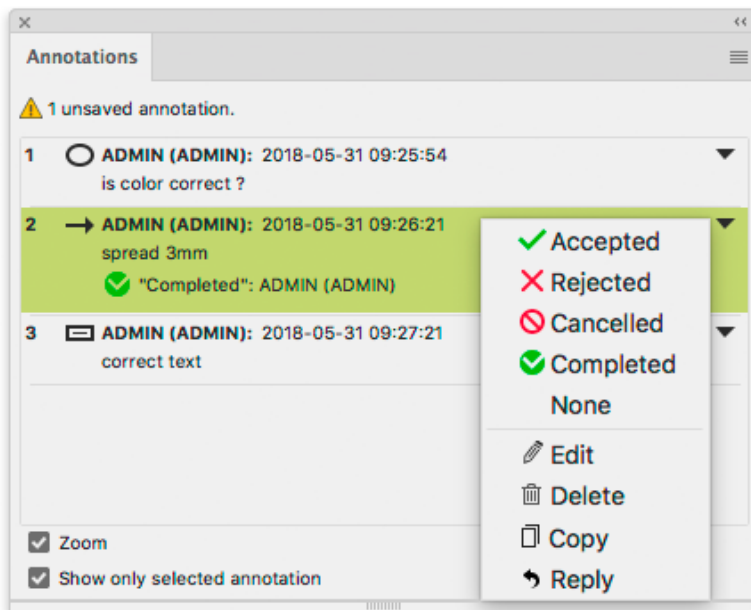 Annotations
1 unsaved annotation.
1 ADMIN (ADMIN): 2018-05-31 09:25:54
is color correct ?
2 ADMIN (ADMIN): 2018-05-31 09:26:21
spread 3mm
"Completed": ADMIN (ADMIN)
3 ADMIN (ADMIN): 2018-05-31 09:27:21
correct text
Accepted
Rejected
Cancelled
Completed
None
Edit
Delete
Copy
Reply
Zoom
Show only selected annotation